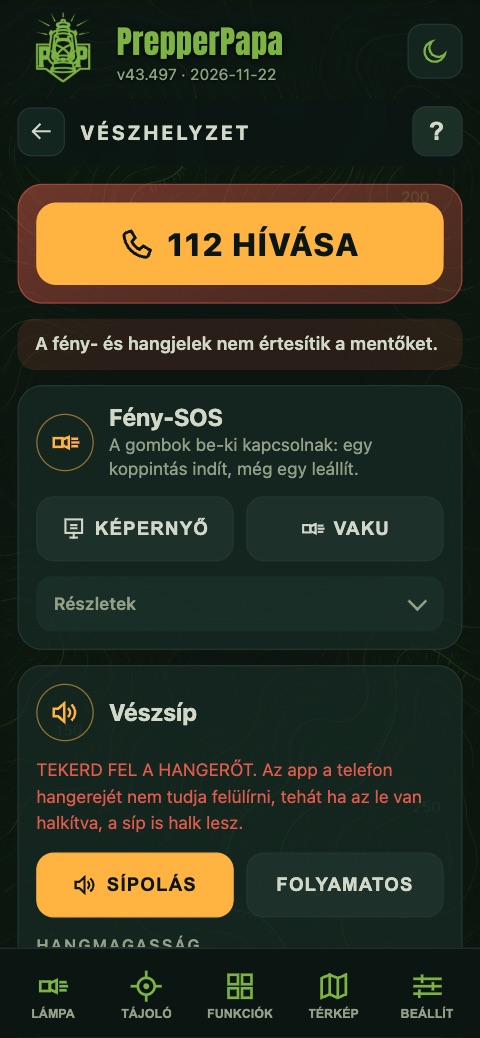 PrepperPapa
v43.497 · 2026-11-22
VÉSZHELYZET
?
200
112 HÍVÁSA
A fény- és hangjelek nem értesítik a mentőket.
Fény-SOS
A gombok be-ki kapcsolnak: egy
koppintás indít, még egy leállít.
KÉPERNYŐ
VAKU
Részletek
Vészsíp
TEKERD FEL A HANGERŐT. Az app a telefon
hangerejét nem tudja felülírni, tehát ha az le van
halkítva, a síp is halk lesz.
250
SÍPOLÁS
FOLYAMATOS
HANGMAGASSÁG
LÁMPA
TÁJOLÓ
FUNKCIÓK
TÉRKÉP
BEÁLLÍT